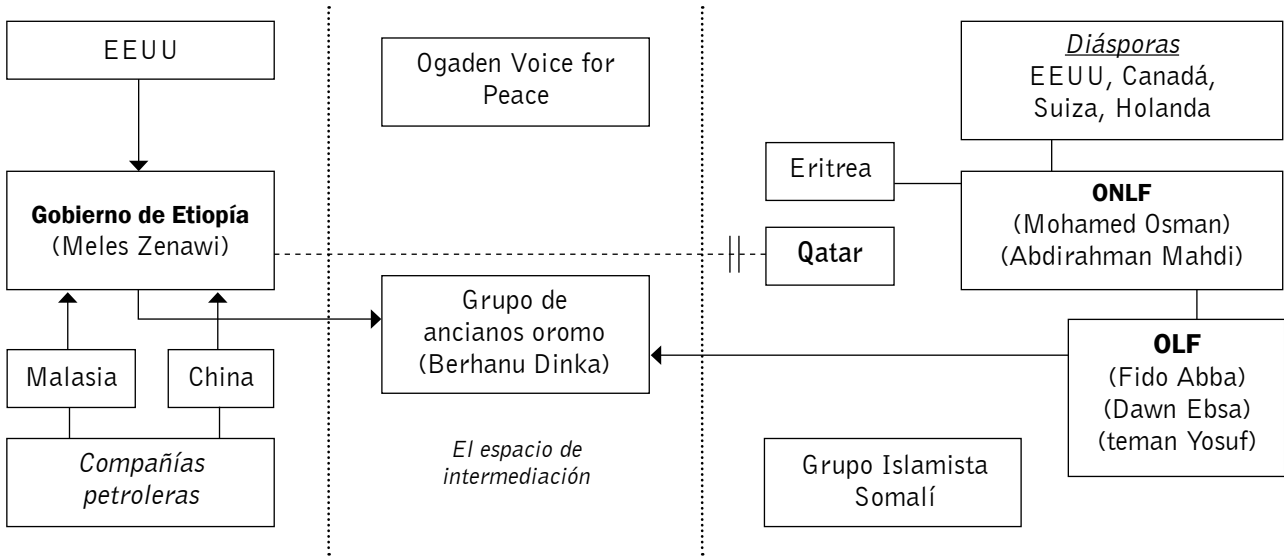 EEUU
Gobierno de Etiopía
(Meles Zenawi)
Malasia
China
Compañías
petroleras
Ogaden Voice for
Peace
Grupo de
ancianos oromo
(Berhanu Dinka)
El espacio de
intermediación
Diásporas
EEUU, Canadá,
Suiza, Holanda
Eritrea
ONLF
(Mohamed Osman)
(Abdirahman Mahdi)
Qatar
OLF
(Fido Abba)
(Dawn Ebsa)
(teman Yosuf)
Grupo Islamista
Somalí